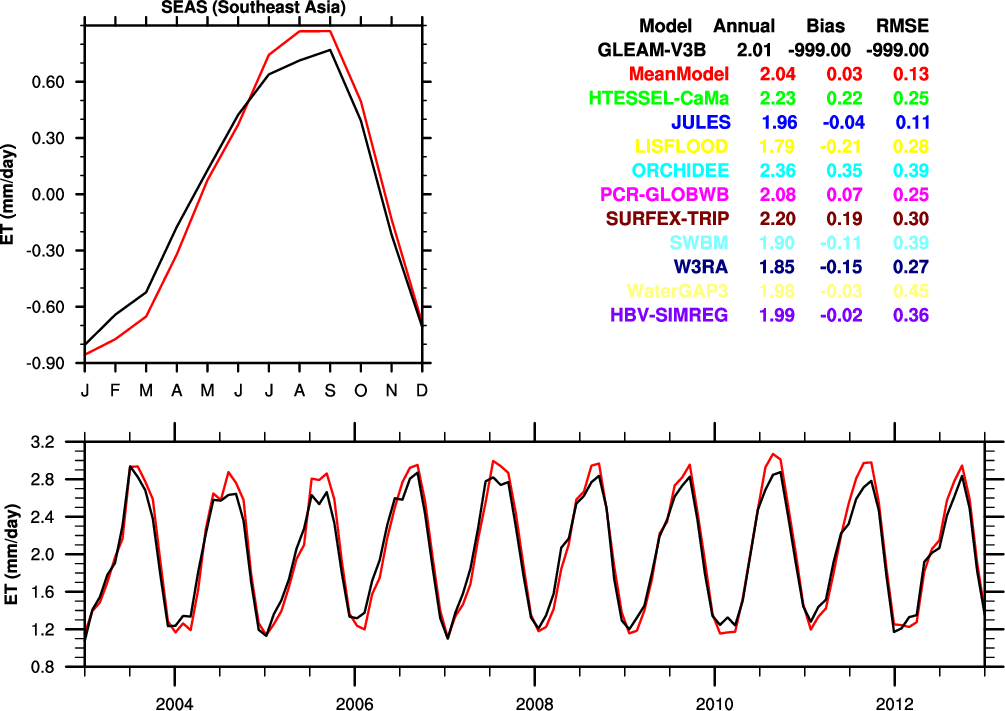 SEAS (Southeast Asia)
ET (mm/day)
0.60
0.30
0.00
-0.30
-0.60
-0.90
J F M A M J J A S O N D
Model Annual Bias RMSE
GLEAM-V3B 2.01 -999.00 -999.00
MeanModel 2.04 0.03 0.13
HTESSEL-CaMa 2.23 0.22 0.25
JULES 1.96 -0.04 0.11
LISFLOOD 1.79 -0.21 0.28
ORCHIDEE 2.36 0.35 0.39
PCR-GLOBWB 2.08 0.07 0.25
SURFEX-TRIP 2.20 0.19 0.30
SWBM 1.90 -0.11 0.39
W3RA 1.85 -0.15 0.27
WaterGAP3 1.98 -0.03 0.45
HBV-SIMREG 1.99 -0.02 0.36
ET (mm/day)
3.2
2.8
2.4
2.0
1.6
1.2
0.8
2004 2006 2008 2010 2012